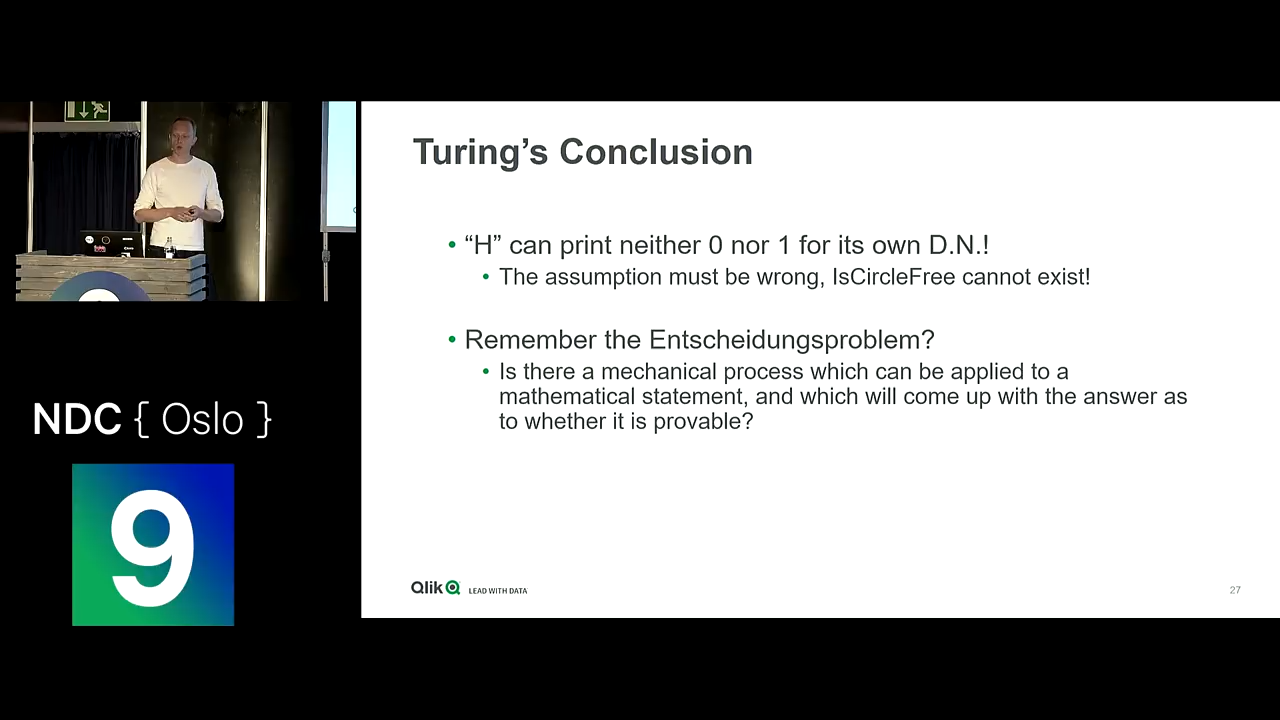 Turing's Conclusion
• “H” can print neither 0 nor 1 for its own D.N.!
• The assumption must be wrong, IsCircleFree cannot exist!
• Remember the Entscheidungsproblem?
• Is there a mechanical process which can be applied to a
mathematical statement, and which will come up with the answer as
to whether it is provable?
Qlik LEAD WITH DATA
27
NDC { Oslo }
9